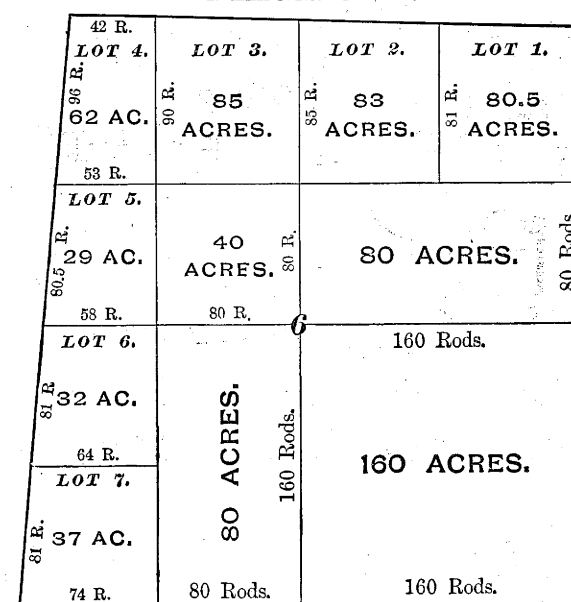 42 R.
LOT 4.
96 R.
62 AC.
53 R.
LOT 3.
90 R.
85
ACRES.
LOT 2.
85 R.
83
ACRES.
LOT 1.
81 R.
80.5
ACRES.
LOT 5.
80.5 R.
29 AC.
58 R.
40
ACRES.
80 R.
80 R.
80 ACRES.
80 Rods
6
160 Rods.
LOT 6.
81 R
32 AC.
64 R.
LOT 7.
81 R.
37 AC.
74 R.
80 ACRES.
160 Rods.
80 Rods.
160 ACRES.
160 Rods.